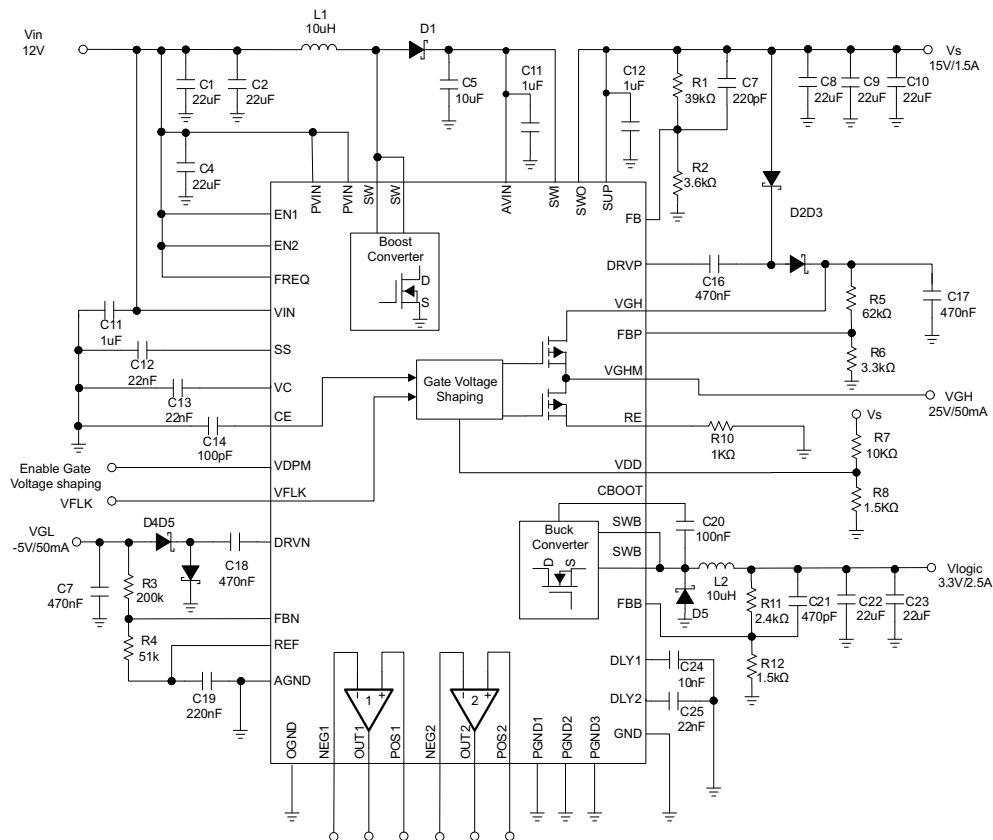 Vin
12V
L1
10uH
D1
C1
22uF
C2
22uF
C5
10uF
C11
1uF
C12
1uF
R1
39kΩ
C7
220pF
C8
22uF
C9
22uF
C10
22uF
Vs
15V/1.5A
C4
22uF
R2
3.6kΩ
D2D3
PVIN
PVIN
SW
SW
AVIN
SWI
SWO
SUP
FB
EN1
EN2
FREQ
Boost
Converter
D
S
DRVP
C16
470nF
VGH
R5
62kΩ
C17
470nF
C11
1uF
VIN
FBP
R6
3.3kΩ
C12
22nF
SS
C13
22nF
VC
C14
100pF
CE
Gate Voltage
Shaping
VGHM
VGH
25V/50mA
RE
R10
1KΩ
Vs
R7
10KΩ
R8
1.5KΩ
Enable Gate
Voltage shaping
VDPM
VDD
VFLK
VFLK
CBOOT
SWB
SWB
C20
100nF
Buck
Converter
D S
VGL
-5V/50mA
D4D5
C18
470nF
DRVN
C7
470nF
R3
200k
L2
10uH
D5
Vlogic
3.3V/2.5A
FBB
R11
2.4kΩ
C21
470pF
C22
22uF
C23
22uF
R12
1.5kΩ
FBN
R4
51k
REF
C19
220nF
AGND
DLY1
C24
10nF
DLY2
C25
22nF
GND
- +
1
- +
2
OGND
NEG1
OUT1
POS1
NEG2
OUT2
POS2
PGND1
PGND2
PGND3